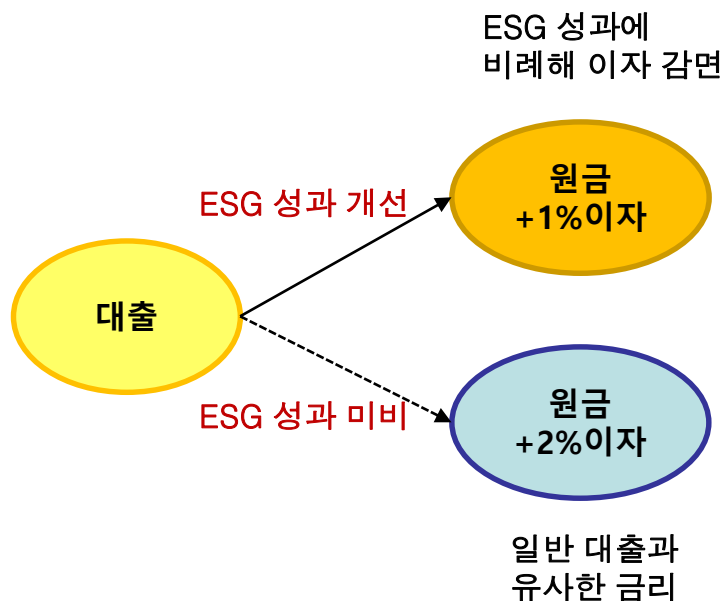 ESG 성과에
비례해 이자 감면
원금
+1%이자
ESG 성과 개선
대출
ESG 성과 미비
원금
+2%이자
일반 대출과
유사한 금리